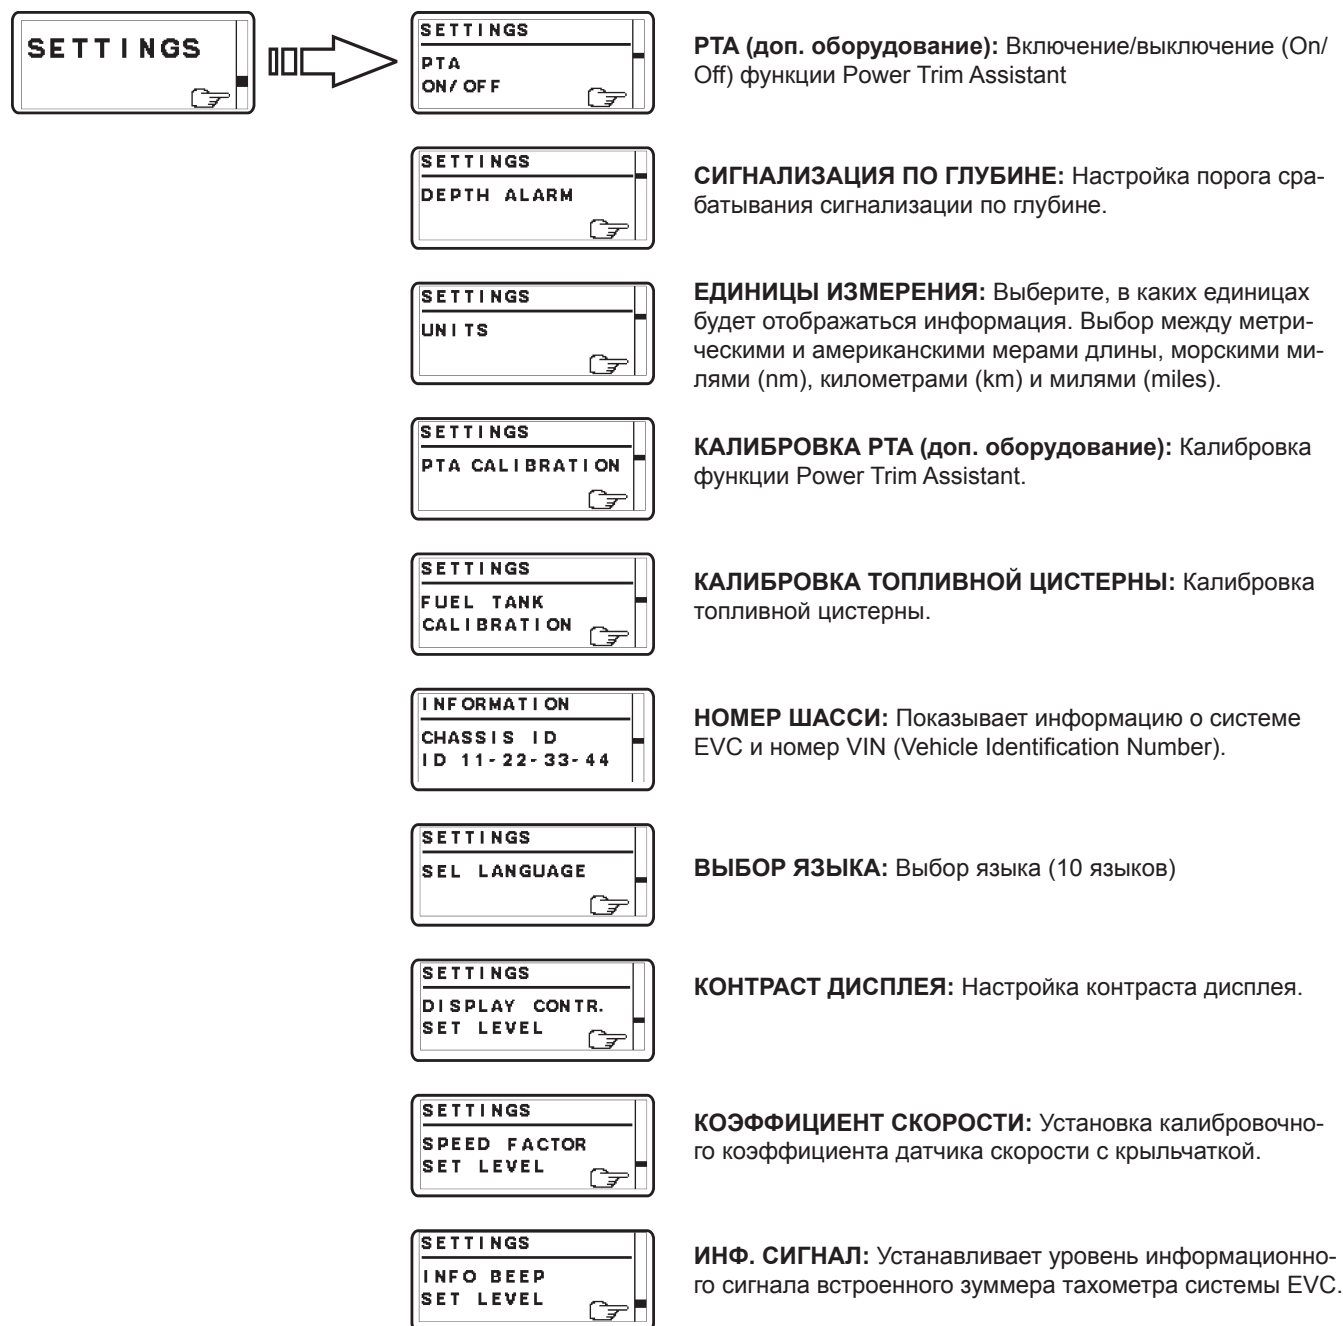 SETTINGS
SETTINGS
PTA
ON/OFF
PTA (доп. оборудование): Включение/выключение (On/
Off) функции Power Trim Assistant
SETTINGS
DEPTH ALARM
СИГНАЛИЗАЦИЯ ПО ГЛУБИНЕ: Настройка порога сра-
батывания сигнализации по глубине.
SETTINGS
UNITS
ЕДИНИЦЫ ИЗМЕРЕНИЯ: Выберите, в каких единицах
будет отображаться информация. Выбор между метри-
ческими и американскими мерами длины, морскими ми-
лями (nm), километрами (km) и милями (miles).
SETTINGS
PTA CALIBRATION
КАЛИБРОВКА PTA (доп. оборудование): Калибровка
функции Power Trim Assistant.
SETTINGS
FUEL TANK
CALIBRATION
КАЛИБРОВКА ТОПЛИВНОЙ ЦИСТЕРНЫ: Калибровка
топливной цистерны.
INFORMATION
CHASSIS ID
ID 11-22-33-44
НОМЕР ШАССИ: Показывает информацию о системе
EVC и номер VIN (Vehicle Identification Number).
SETTINGS
SEL LANGUAGE
ВЫБОР ЯЗЫКА: Выбор языка (10 языков)
SETTINGS
DISPLAY CONTR.
SET LEVEL
КОНТРАСТ ДИСПЛЕЯ: Настройка контраста дисплея.
SETTINGS
SPEED FACTOR
SET LEVEL
КОЭФФИЦИЕНТ СКОРОСТИ: Установка калибровочно-
го коэффициента датчика скорости с крыльчаткой.
SETTINGS
INFO BEEP
SET LEVEL
ИНФ. СИГНАЛ: Устанавливает уровень информационно-
го сигнала встроенного зуммера тахометра системы EVC.